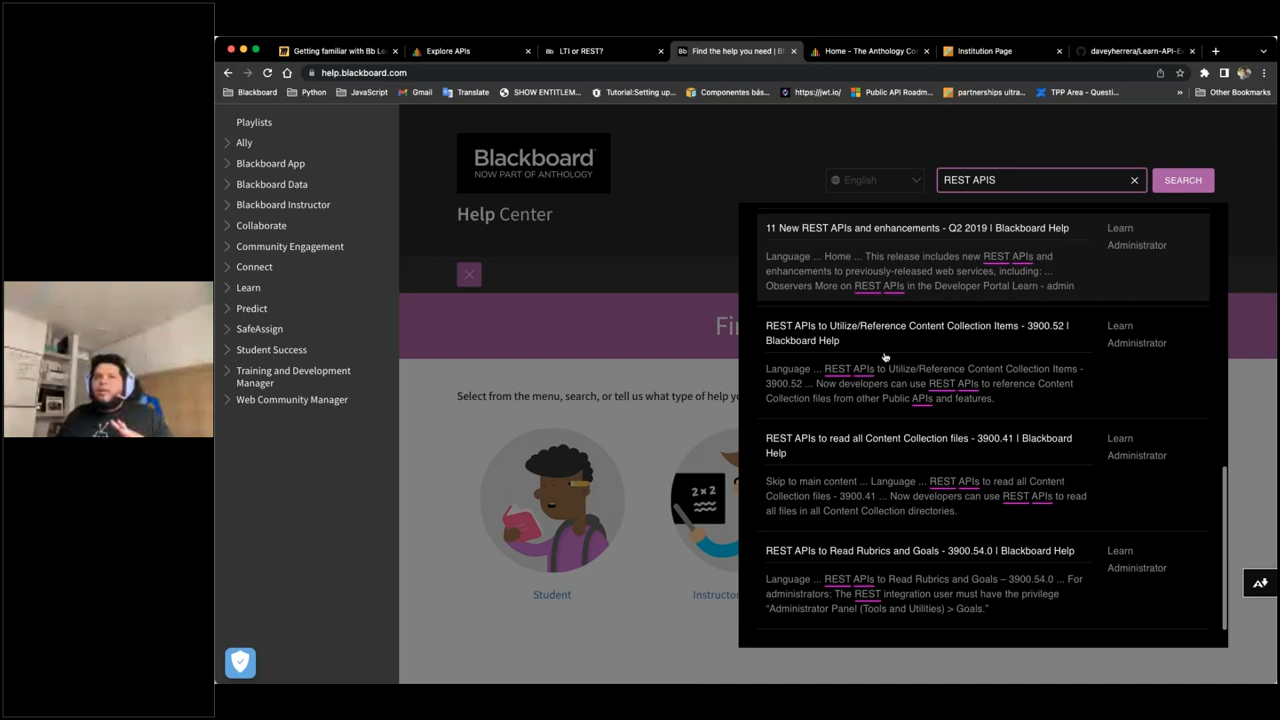 Getting familiar with Bb Le
Explore APIs
Bb LTI or REST?
Bb Find the help you need | B
Home - The Anthology Co
Institution Page
daveyherrera/Learn-API-E
help.blackboard.com
Blackboard
Python
JavaScript
Gmail
Translate
SHOW ENTITLEM...
Tutorial:Setting up...
Componentes bás...
https://jwt.io/
Public API Roadm...
partnerships ultra...
TPP Area - Questi...
»
Other Bookmarks
Playlists
Ally
Blackboard App
Blackboard Data
Blackboard Instructor
Collaborate
Community Engagement
Connect
Learn
Predict
SafeAssign
Student Success
Training and Development
Manager
Web Community Manager
Blackboard
NOW PART OF ANTHOLOGY
Help Center
English
REST APIS
SEARCH
Fin
Select from the menu, search, or tell us what type of help yo
2×2
Student
Instructo
11 New REST APIs and enhancements - Q2 2019 | Blackboard Help
Learn
Administrator
Language ... Home ... This release includes new REST APIs and
enhancements to previously-released web services, including: ...
Observers More on REST APIs in the Developer Portal Learn - admin
REST APIs to Utilize/Reference Content Collection Items - 3900.52 |
Blackboard Help
Learn
Administrator
Language ... REST APIs to Utilize/Reference Content Collection Items -
3900.52 ... Now developers can use REST APIs to reference Content
Collection files from other Public APIs and features.
REST APIs to read all Content Collection files - 3900.41 | Blackboard
Help
Learn
Administrator
Skip to main content ... Language ... REST APIs to read all Content
Collection files - 3900.41 ... Now developers can use REST APIs to read
all files in all Content Collection directories.
REST APIs to Read Rubrics and Goals - 3900.54.0 | Blackboard Help
Learn
Administrator
Language ... REST APIs to Read Rubrics and Goals – 3900.54.0 ... For
administrators: The REST integration user must have the privilege
“Administrator Panel (Tools and Utilities) > Goals.”